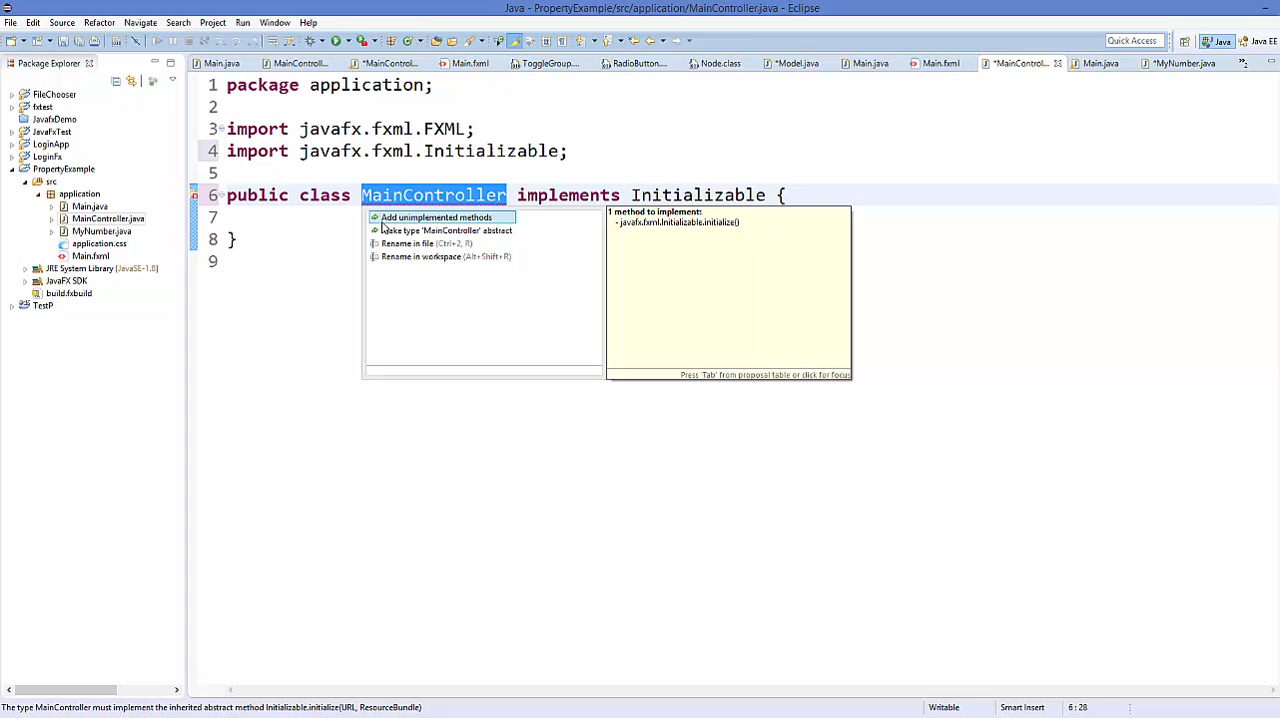 Java - PropertyExample/src/application/MainController.java - Eclipse
File Edit Source Refactor Navigate Search Project Run Window Help
Quick Access Java Java EE
Package Explorer
Main.java MainControll... *MainControl... Main.fxml ToggleGroup.... RadioButton.... Node.class *Model.java Main.java Main.fxml *MainControl... Main.java *MyNumber.java
FileChooser
fxtest
JavafxDemo
JavaFxTest
LoginApp
LoginFx
PropertyExample
src
application
Main.java
MainController.java
MyNumber.java
application.css
Main.fxml
JRE System Library [JavaSE-1.8]
JavaFX SDK
build.fxbuild
TestP
1 package application;
2
3 import javafx.fxml.FXML;
4 import javafx.fxml.Initializable;
5
6 public class MainController implements Initializable {
7
8 }
9
Add unimplemented methods
ake type 'MainController' abstract
Rename in file (Ctrl+2, R)
Rename in workspace (Alt+Shift+R)
1 method to implement:
- javafx.fxml.Initializable.initialize()
Press 'Tab' from proposal table or click for focus
The type MainController must implement the inherited abstract method Initializable.initialize(URL, ResourceBundle)
Writable Smart Insert 6 : 28